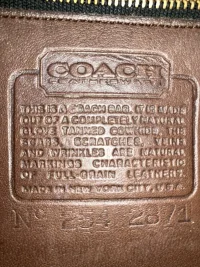 COACH
THIS IS A COACH BAG. IT IS MADE
OUT OF A COMPLETELY NATURAL
GLOVE TANNED COWHIDE, THE
SCARS, SCRATCHES, VEINS
AND WRINKLES ARE NATURAL
MARKINGS CHARACTERISTIC
OF FULL-GRAIN LEATHERS.
MADE IN NEW YORK CITY, U.S.A.
No